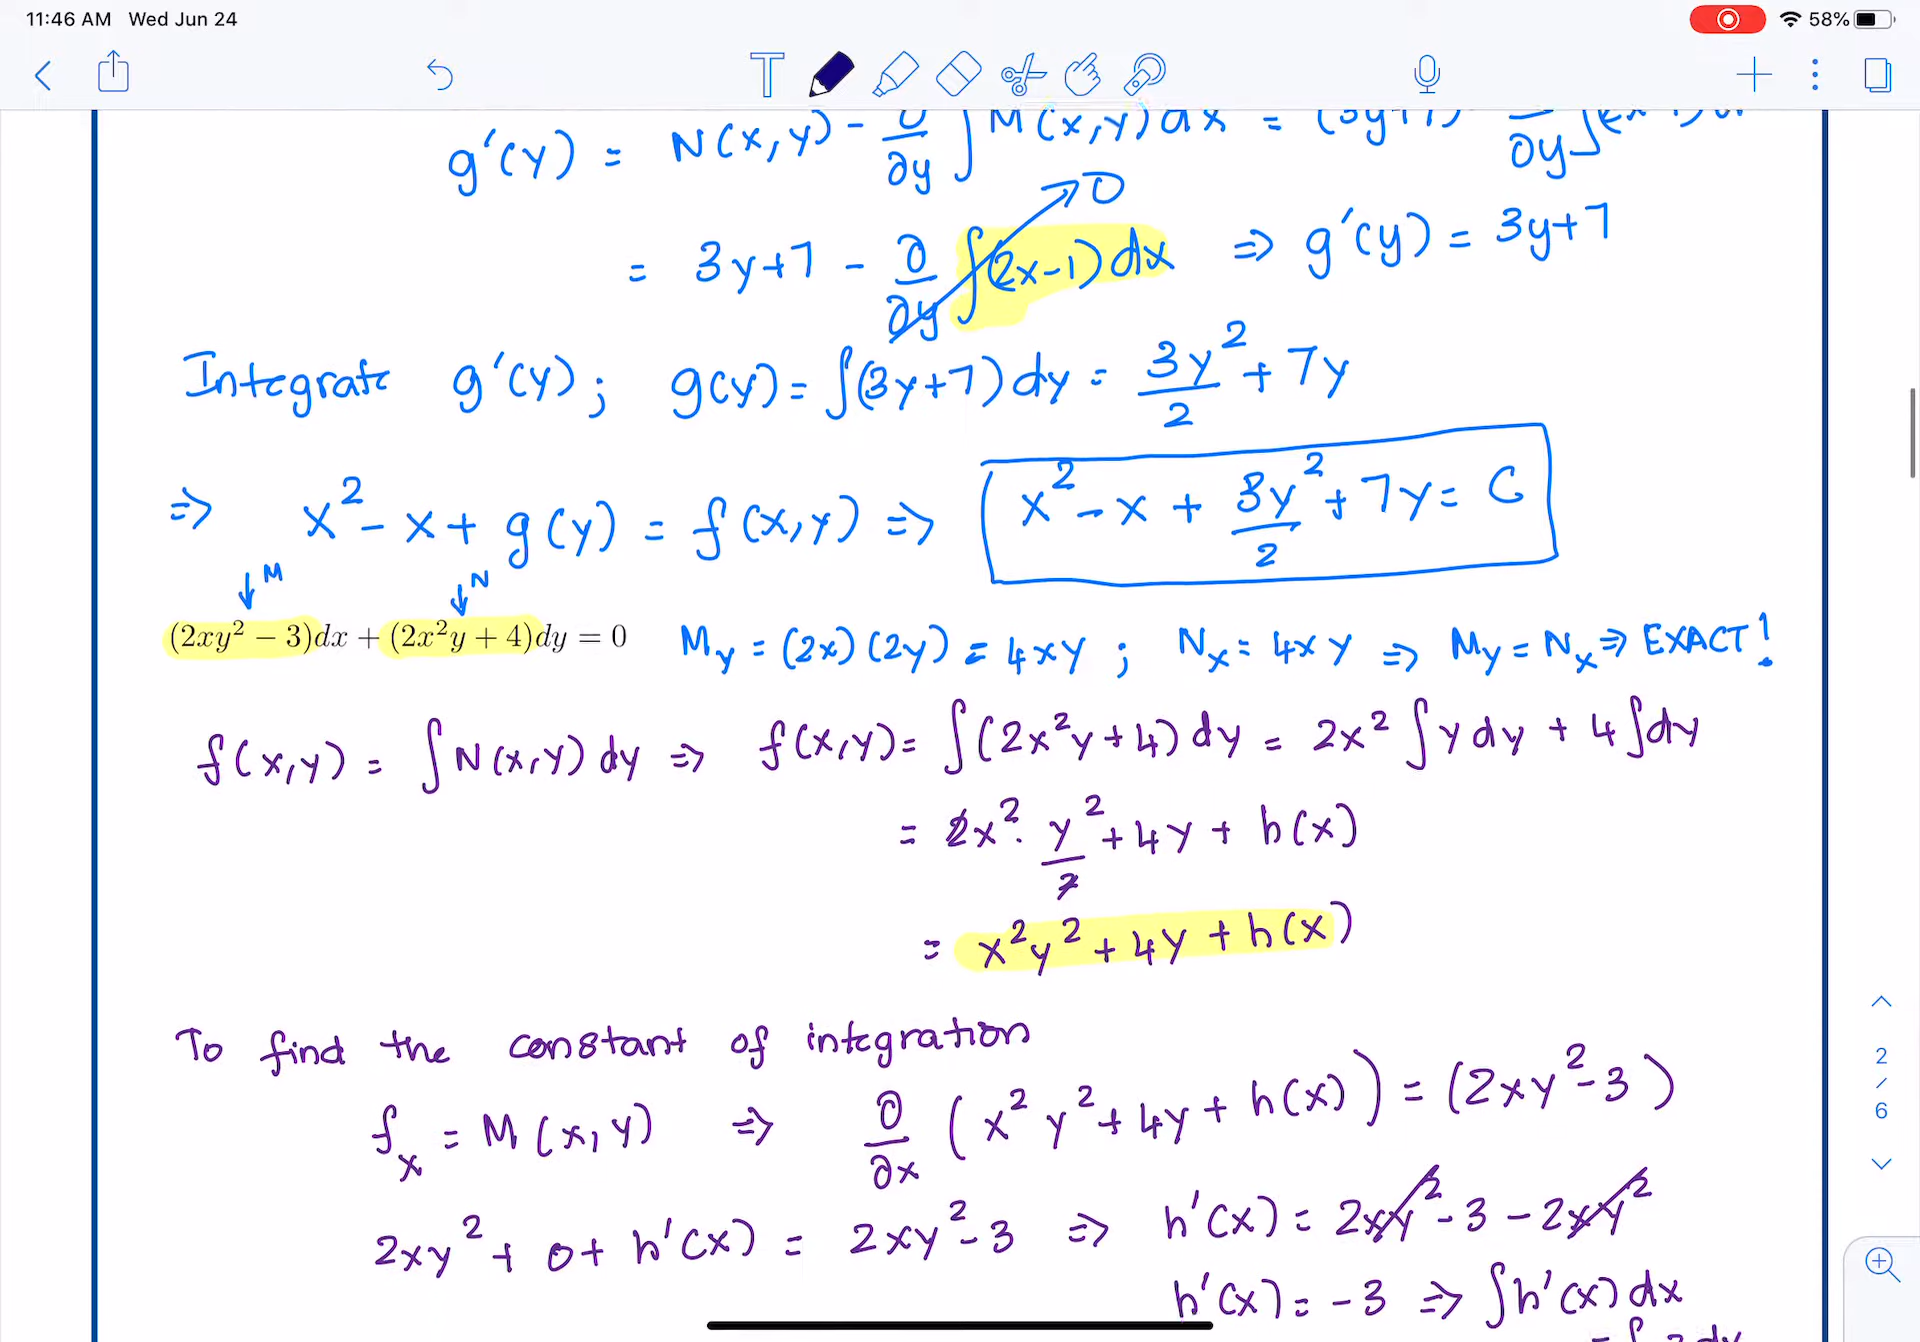 11:46 AM Wed Jun 24 58%
T
g'(y) = N(x,y) - ∂/∂y ∫ M(x,y) dx = (3y+7) - ∂/∂y ∫
= 3y+7 - ∂/∂y ∫(2x-1) dx → 0 ⇒ g'(y) = 3y+7
Integrate g'(y); g(y) = ∫(3y+7) dy = 3y²/2 + 7y
⇒ x² - x + g(y) = f(x,y) ⇒ x² - x + 3y²/2 + 7y = C
↓M ↓N
(2xy² − 3)dx + (2x²y + 4)dy = 0 My = (2x)(2y) = 4xy ; Nx = 4xy ⇒ My = Nx ⇒ EXACT!
f(x,y) = ∫N(x,y) dy ⇒ f(x,y) = ∫(2x²y + 4) dy = 2x² ∫y dy + 4∫dy
= 2x² · y²/2 + 4y + h(x)
= x²y² + 4y + h(x)
To find the constant of integration
fx = M(x,y) ⇒ ∂/∂x (x²y² + 4y + h(x)) = (2xy² - 3)
2xy² + 0 + h'(x) = 2xy² - 3 ⇒ h'(x) = 2xy² - 3 - 2xy²
h'(x) = -3 ⇒ ∫h'(x) dx
2
/
6